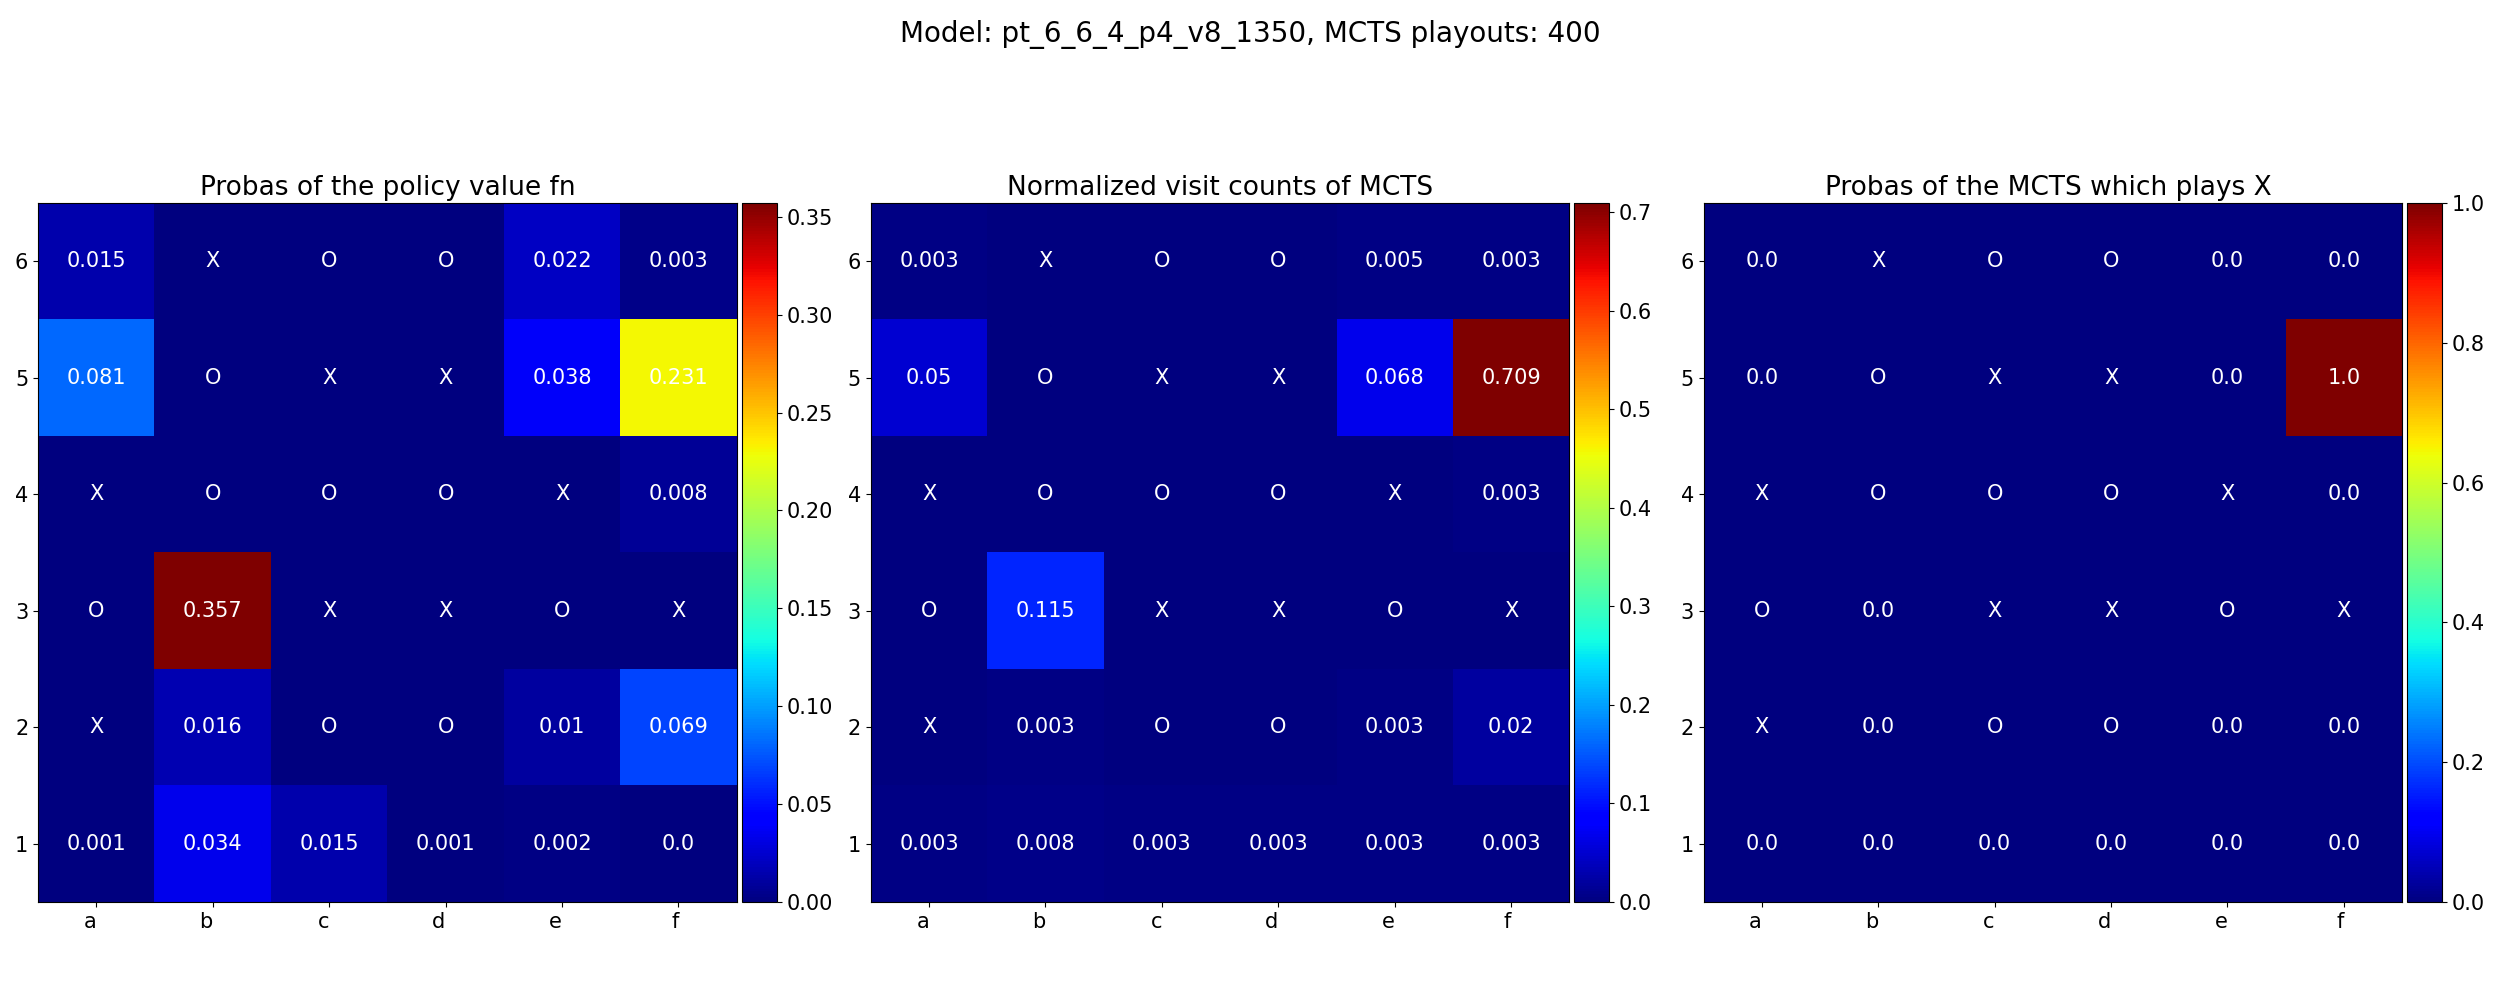 Model: pt_6_6_4_p4_v8_1350, MCTS playouts: 400
Probas of the policy value fn
6 0.015 X O O 0.022 0.003
5 0.081 O X X 0.038 0.231
4 X O O O X 0.008
3 O 0.357 X X O X
2 X 0.016 O O 0.01 0.069
1 0.001 0.034 0.015 0.001 0.002 0.0
a b c d e f
0.35
0.30
0.25
0.20
0.15
0.10
0.05
0.00
Normalized visit counts of MCTS
6 0.003 X O O 0.005 0.003
5 0.05 O X X 0.068 0.709
4 X O O O X 0.003
3 O 0.115 X X O X
2 X 0.003 O O 0.003 0.02
1 0.003 0.008 0.003 0.003 0.003 0.003
a b c d e f
0.7
0.6
0.5
0.4
0.3
0.2
0.1
0.0
Probas of the MCTS which plays X
6 0.0 X O O 0.0 0.0
5 0.0 O X X 0.0 1.0
4 X O O O X 0.0
3 O 0.0 X X O X
2 X 0.0 O O 0.0 0.0
1 0.0 0.0 0.0 0.0 0.0 0.0
a b c d e f
1.0
0.8
0.6
0.4
0.2
0.0